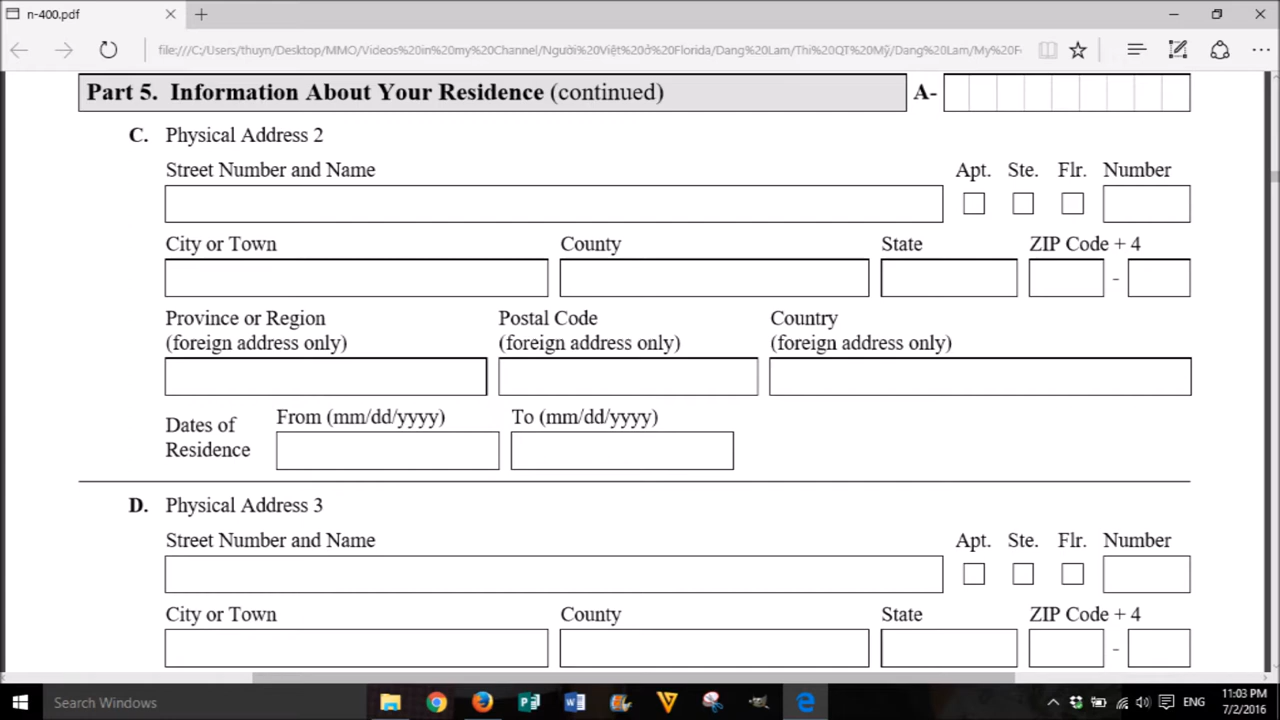 n-400.pdf
file:///C:/Users/thuyn/Desktop/MMO/Videos%20in%20my%20Channel/Người%20Việt%20ở%20Florida/Dang%20Lam/Thi%20QT%20Mỹ/Dang%20Lam/My%20F
Part 5. Information About Your Residence (continued) A-
C. Physical Address 2
Street Number and Name Apt. Ste. Flr. Number
City or Town County State ZIP Code + 4
-
Province or Region Postal Code Country
(foreign address only) (foreign address only) (foreign address only)
Dates of Residence From (mm/dd/yyyy) To (mm/dd/yyyy)
D. Physical Address 3
Street Number and Name Apt. Ste. Flr. Number
City or Town County State ZIP Code + 4
-
Search Windows ENG 11:03 PM
7/2/2016